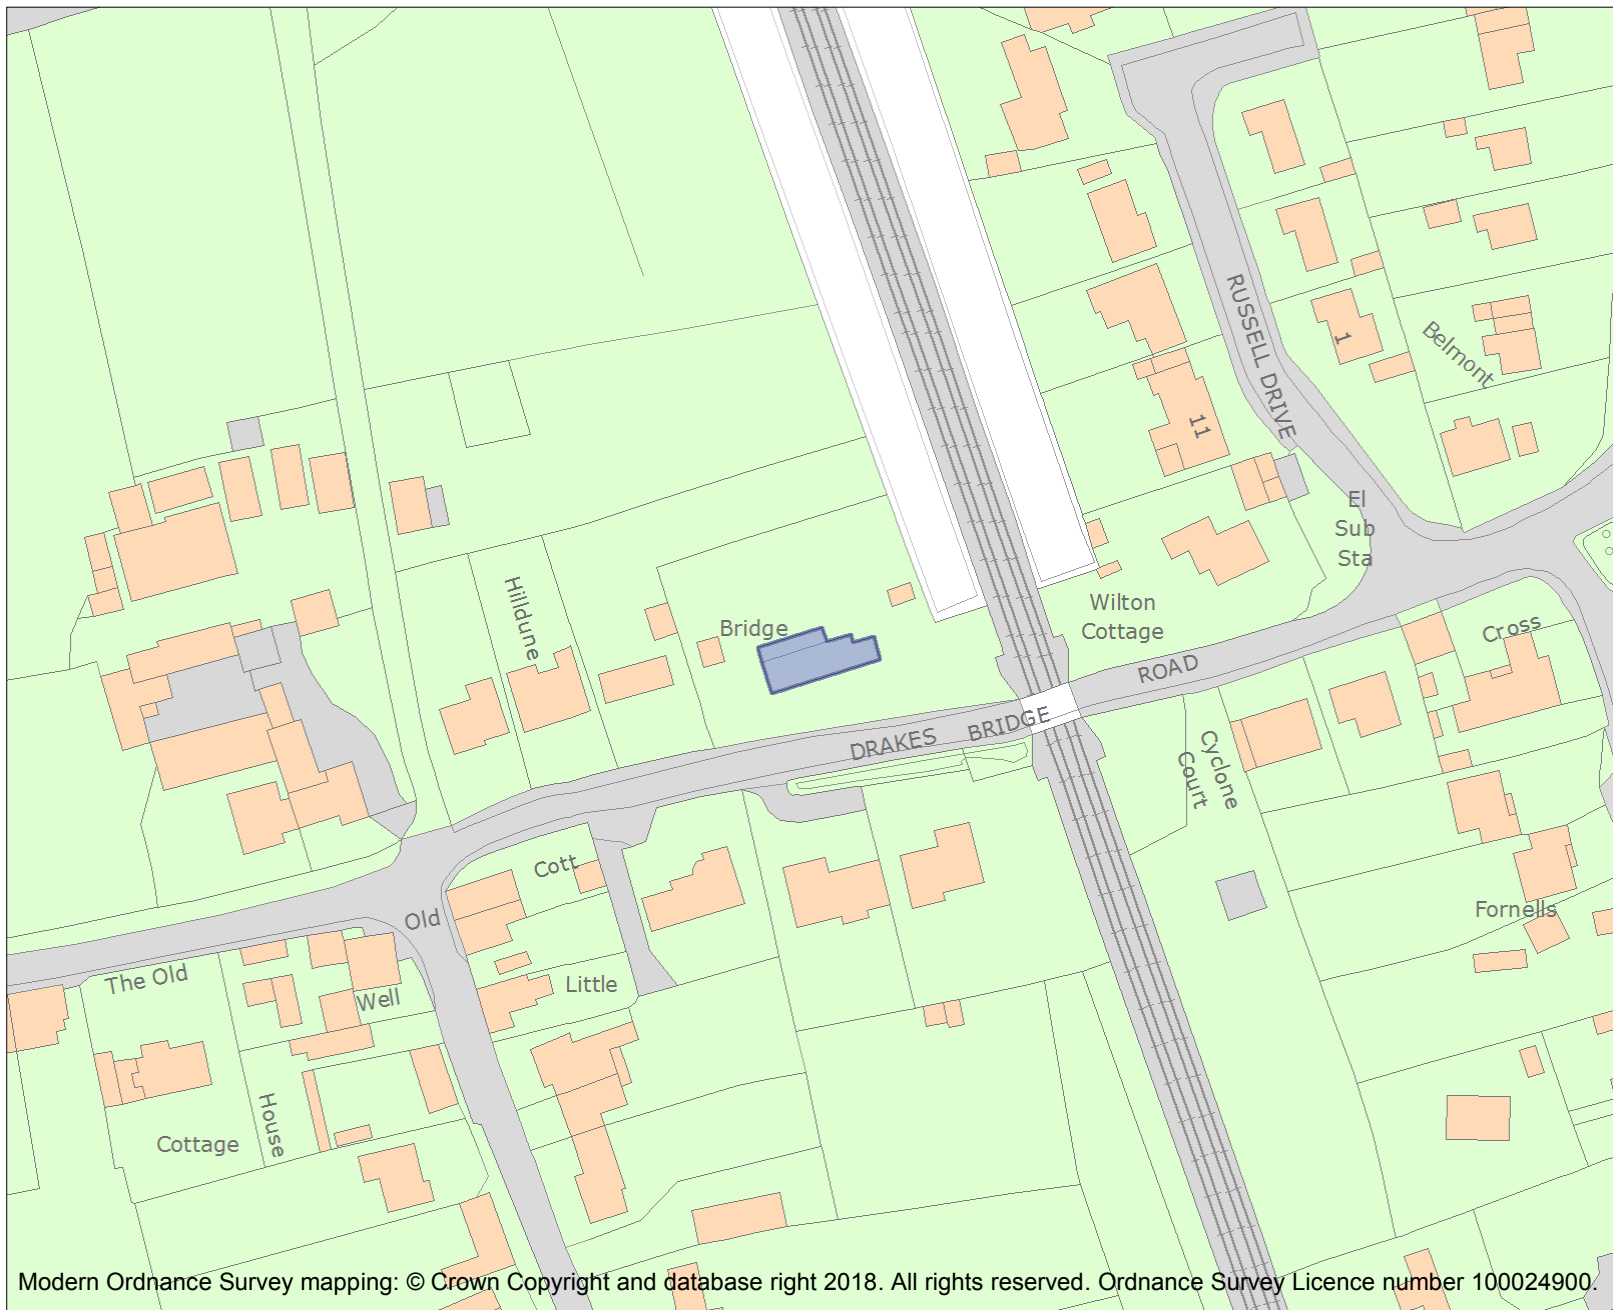 RUSSELL DRIVE
1
Belmont
11
El
Sub
Sta
Hilldune
Bridge
Wilton
Cottage
Cross
ROAD
DRAKES BRIDGE
Cyclone
Court
Cott
Old
Fornells
The Old
Well
Little
House
Cottage
Modern Ordnance Survey mapping: © Crown Copyright and database right 2018. All rights reserved. Ordnance Survey Licence number 100024900.